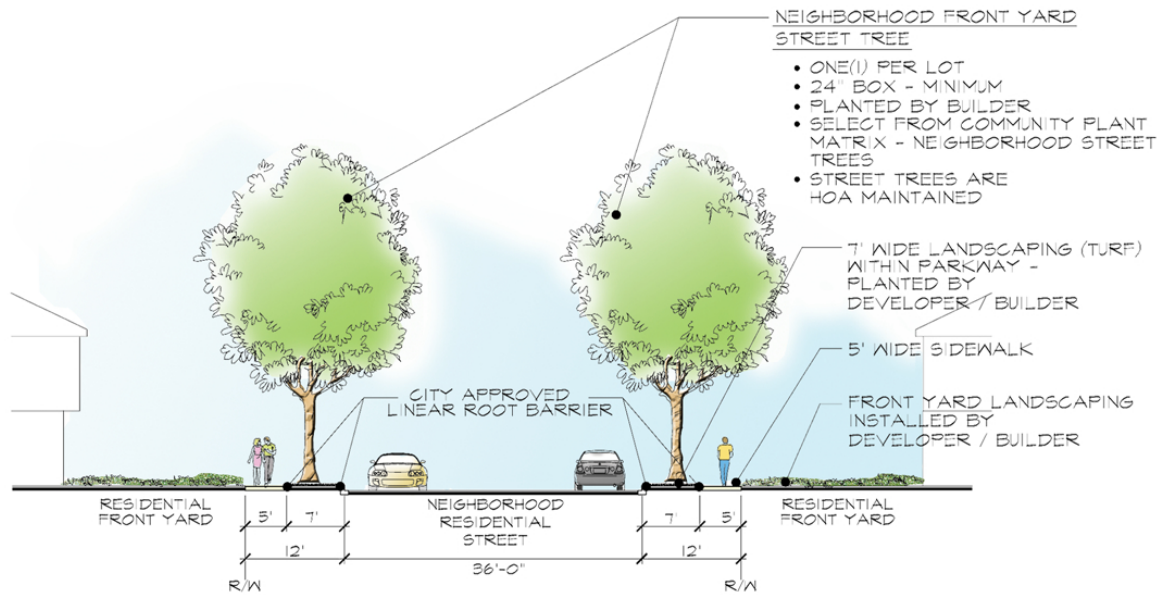 NEIGHBORHOOD FRONT YARD
STREET TREE
• ONE(1) PER LOT
• 24" BOX - MINIMUM
• PLANTED BY BUILDER
• SELECT FROM COMMUNITY PLANT
MATRIX - NEIGHBORHOOD STREET
TREES
• STREET TREES ARE
HOA MAINTAINED
7' WIDE LANDSCAPING (TURF)
WITHIN PARKWAY -
PLANTED BY
DEVELOPER / BUILDER
5' WIDE SIDEWALK
CITY APPROVED
LINEAR ROOT BARRIER
FRONT YARD LANDSCAPING
INSTALLED BY
DEVELOPER / BUILDER
RESIDENTIAL
FRONT YARD
NEIGHBORHOOD
RESIDENTIAL
STREET
RESIDENTIAL
FRONT YARD
5' 7' 7' 5'
12' 12'
36'-0"
R/W R/W